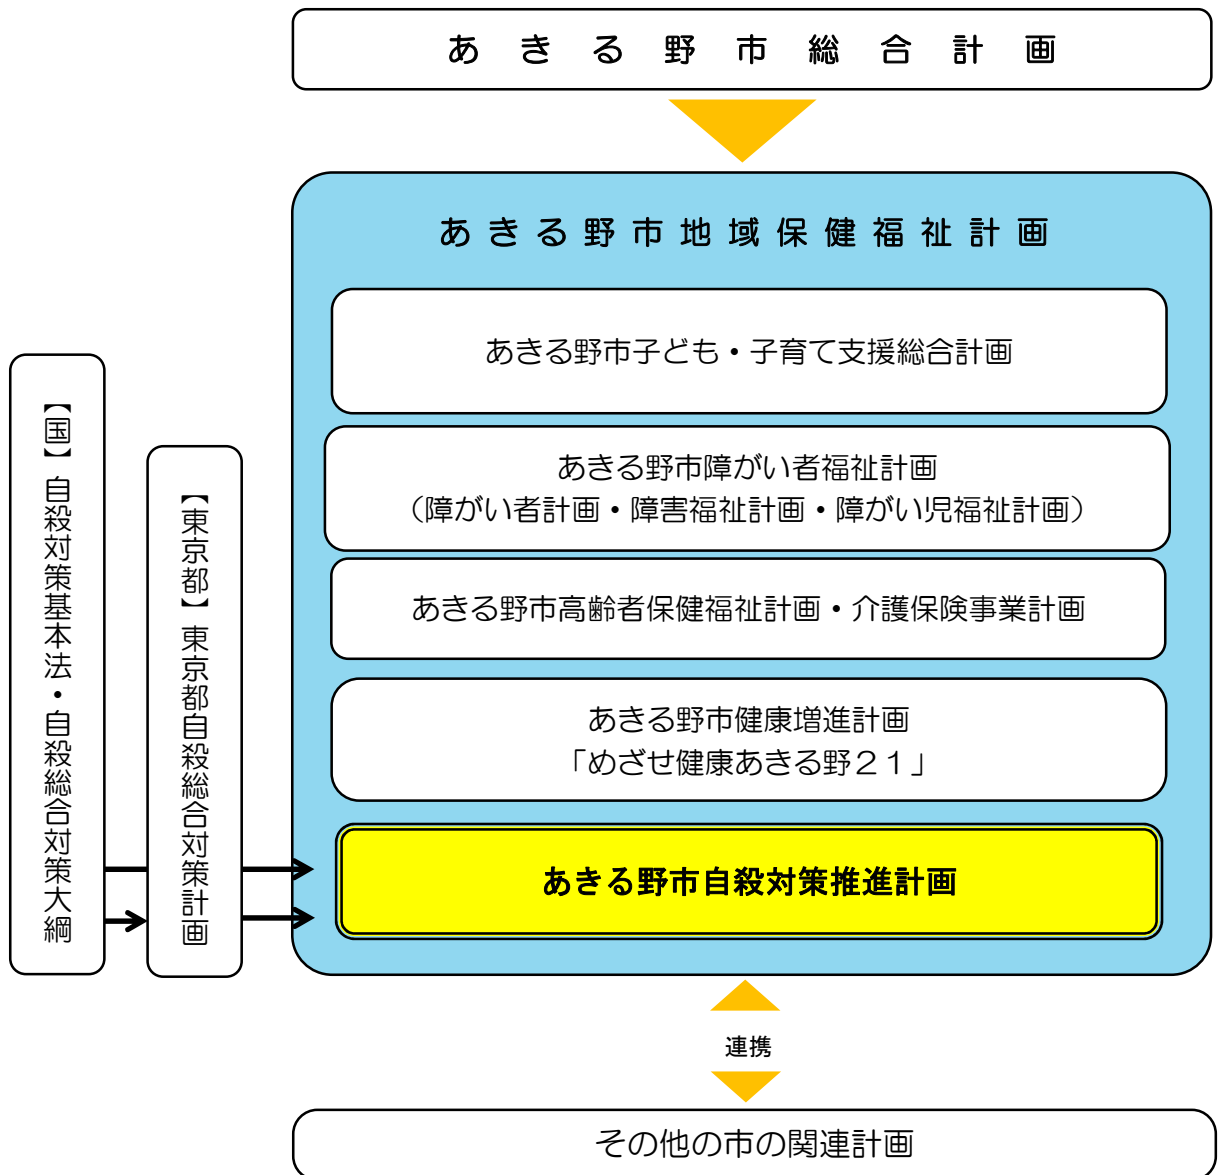 あきる野市総合計画
あきる野市地域保健福祉計画
あきる野市子ども・子育て支援総合計画
あきる野市障がい者福祉計画
（障がい者計画・障害福祉計画・障がい児福祉計画）
あきる野市高齢者保健福祉計画・介護保険事業計画
あきる野市健康増進計画
「めざせ健康あきる野２１」
あきる野市自殺対策推進計画
【国】自殺対策基本法・自殺総合対策大綱
【東京都】東京都自殺総合対策計画
連携
その他の市の関連計画